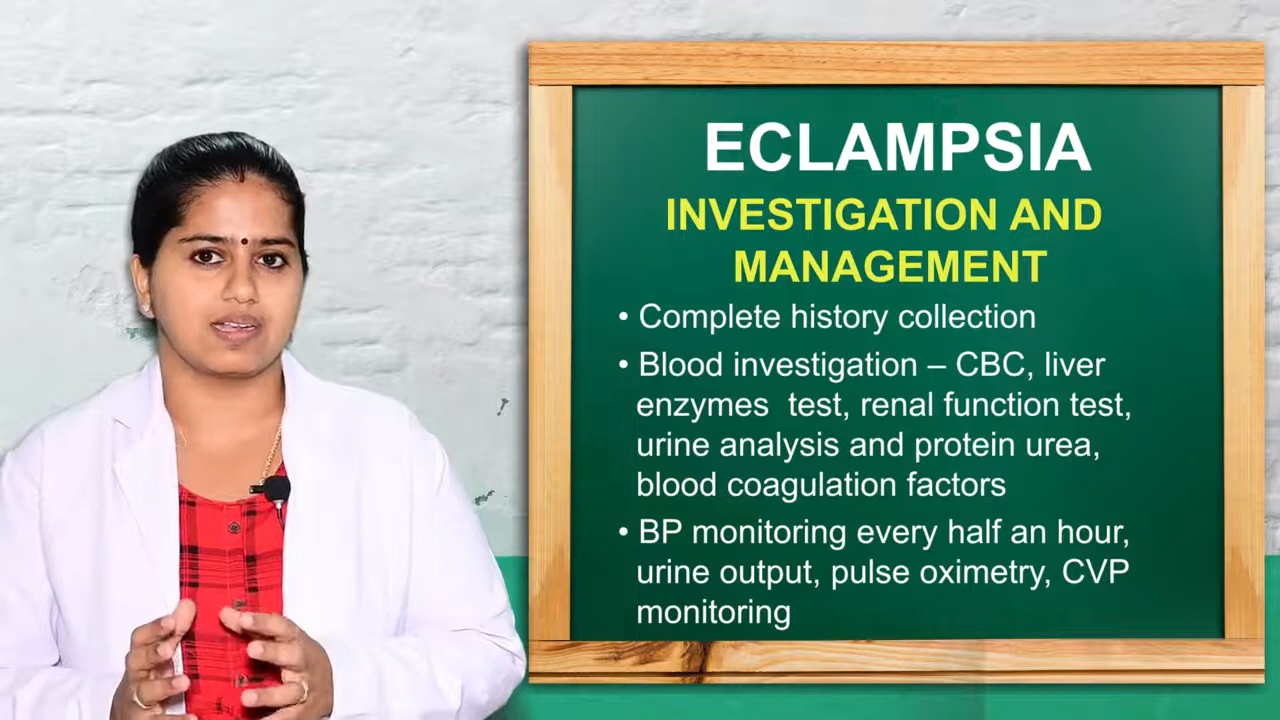 ECLAMPSIA
INVESTIGATION AND
MANAGEMENT
• Complete history collection
• Blood investigation – CBC, liver
enzymes test, renal function test,
urine analysis and protein urea,
blood coagulation factors
• BP monitoring every half an hour,
urine output, pulse oximetry, CVP
monitoring